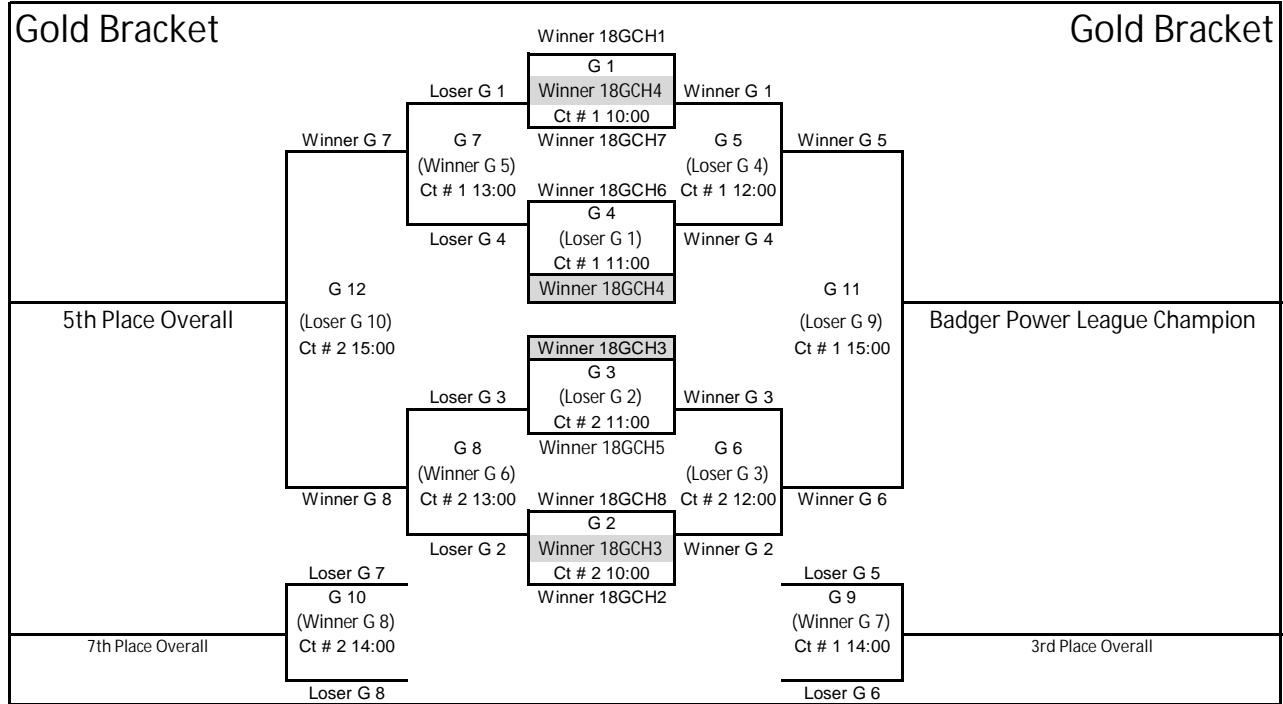 Gold Bracket
Gold Bracket
Winner 18GCH1
G 1
Loser G 1
Winner 18GCH4
Winner G 1
Ct # 1 10:00
Winner G 7
G 7
Winner 18GCH7
G 5
Winner G 5
(Winner G 5)
(Loser G 4)
Ct # 1 13:00
Winner 18GCH6
Ct # 1 12:00
G 4
Loser G 4
(Loser G 1)
Winner G 4
Ct # 1 11:00
G 12
Winner 18GCH4
G 11
5th Place Overall
(Loser G 10)
(Loser G 9)
Badger Power League Champion
Ct # 2 15:00
Winner 18GCH3
Ct # 1 15:00
G 3
Loser G 3
(Loser G 2)
Winner G 3
Ct # 2 11:00
G 8
Winner 18GCH5
G 6
(Winner G 6)
(Loser G 3)
Winner G 8
Ct # 2 13:00
Winner 18GCH8
Ct # 2 12:00
Winner G 6
G 2
Loser G 2
Winner 18GCH3
Winner G 2
Loser G 7
Ct # 2 10:00
Loser G 5
G 10
Winner 18GCH2
G 9
(Winner G 8)
(Winner G 7)
7th Place Overall
Ct # 2 14:00
Ct # 1 14:00
3rd Place Overall
Loser G 8
Loser G 6